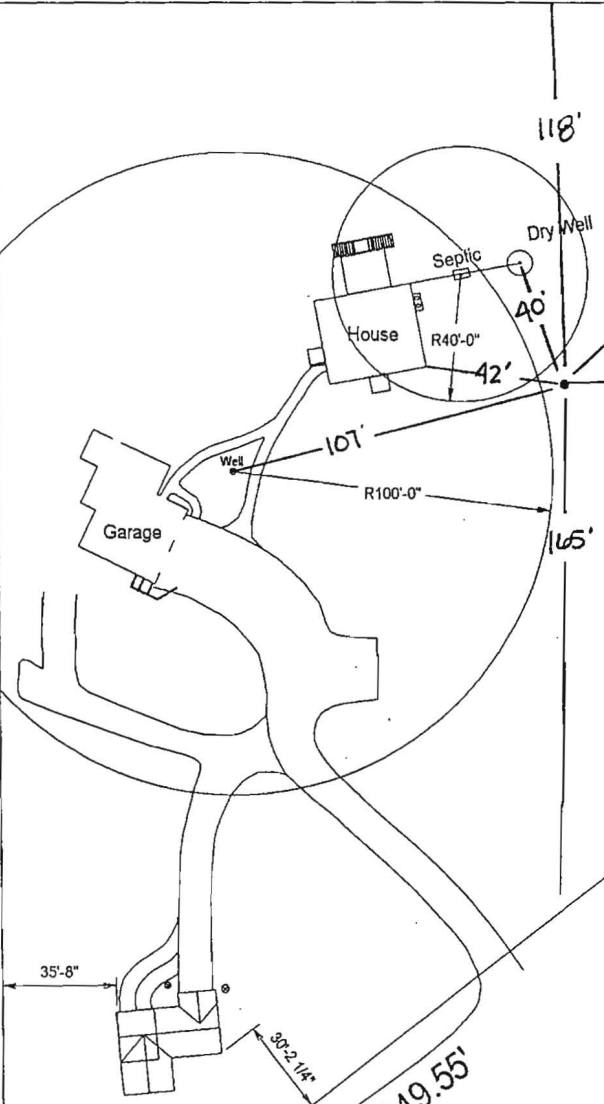 118'
Dry Well
Septic
40'
House
R40'-0"
42'
107'
Well
R100'-0"
Garage
165'
35'-8"
30'-2 1/4"
49.55'